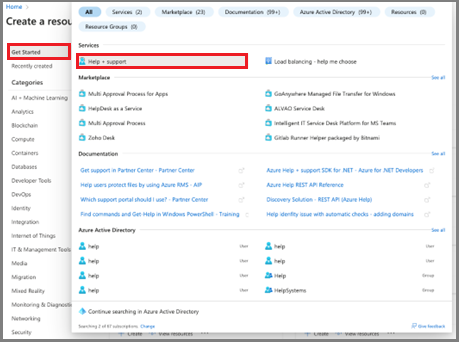 Home >
Create a resou
Get Started
Recently created
Categories
AI + Machine Learning
Analytics
Blockchain
Compute
Containers
Databases
Developer Tools
DevOps
Identity
Integration
Internet of Things
IT & Management Tools
Media
Migration
Mixed Reality
Monitoring & Diagnostic
Networking
Security
All
Services (2)
Marketplace (23)
Documentation (99+)
Azure Active Directory (99+)
Resources (0)
Resource Groups (0)
Services
Help + support
Load balancing - help me choose
Marketplace
See all
Multi Approval Process for Apps
GoAnywhere Managed File Transfer for Windows
HelpDesk as a Service
ALVAO Service Desk
Multi Approval Process
Intelligent IT Service Desk Platform for MS Teams
Zoho Desk
Gitlab Runner Helper packaged by Bitnami
Documentation
See all
Get support in Partner Center - Partner Center
Azure Help + support SDK for .NET - Azure for .NET Developers
Help users protect files by using Azure RMS - AIP
Azure Help REST API Reference
Which support portal should I use? - Partner Center
Discovery Solution - REST API (Azure Help)
Find commands and Get Help in Windows PowerShell - Training
Help identity issue with automatic checks - adding domains
Azure Active Directory
See all
help
User
help
User
help
User
help
User
help
User
Help
Group
help
User
HelpSystems
Group
Continue searching in Azure Active Directory
Searching 2 of 97 subscriptions. Change
Give feedback
Create
View resources
Create
View resources